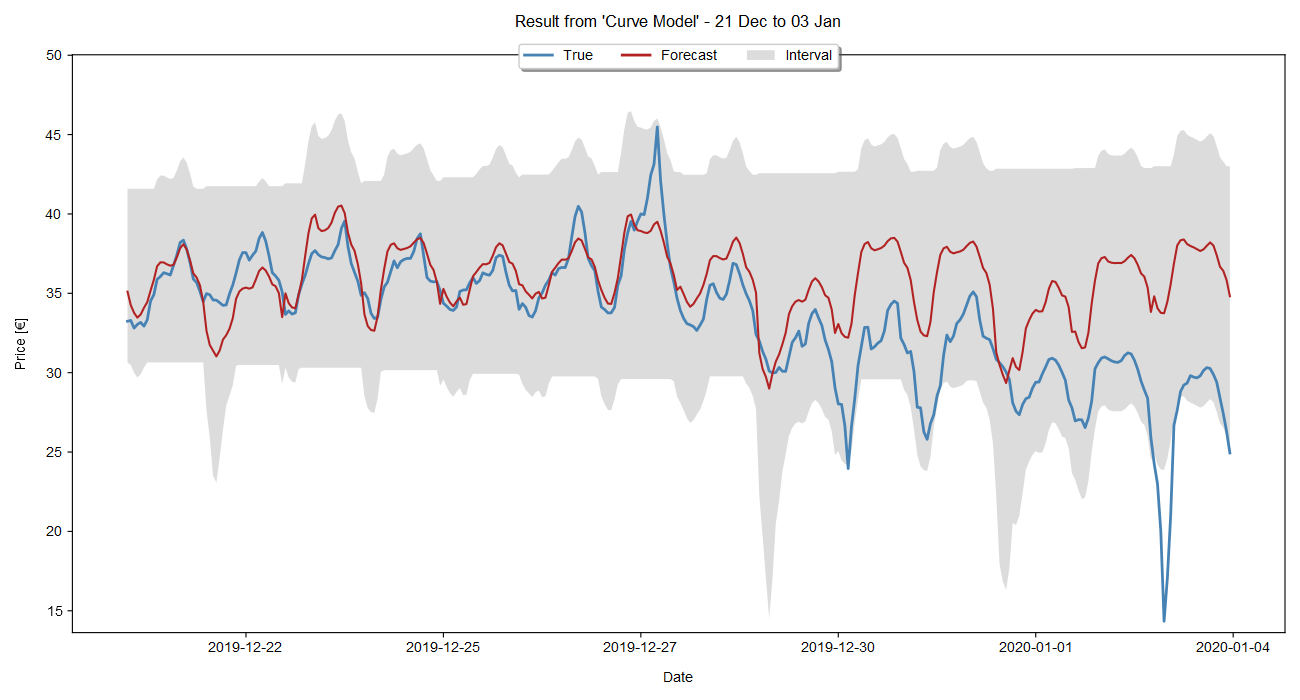 Result from 'Curve Model' - 21 Dec to 03 Jan
True Forecast Interval
50
45
40
35
30
25
20
15
Price [€]
2019-12-22 2019-12-25 2019-12-27 2019-12-30 2020-01-01 2020-01-04
Date